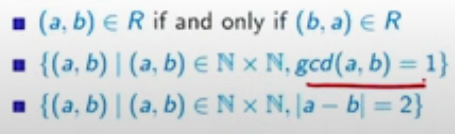 (a, b) ∈ R if and only if (b, a) ∈ R
{(a, b) | (a, b) ∈ ℕ × ℕ, gcd(a, b) = 1}
{(a, b) | (a, b) ∈ ℕ × ℕ, |a − b| = 2}